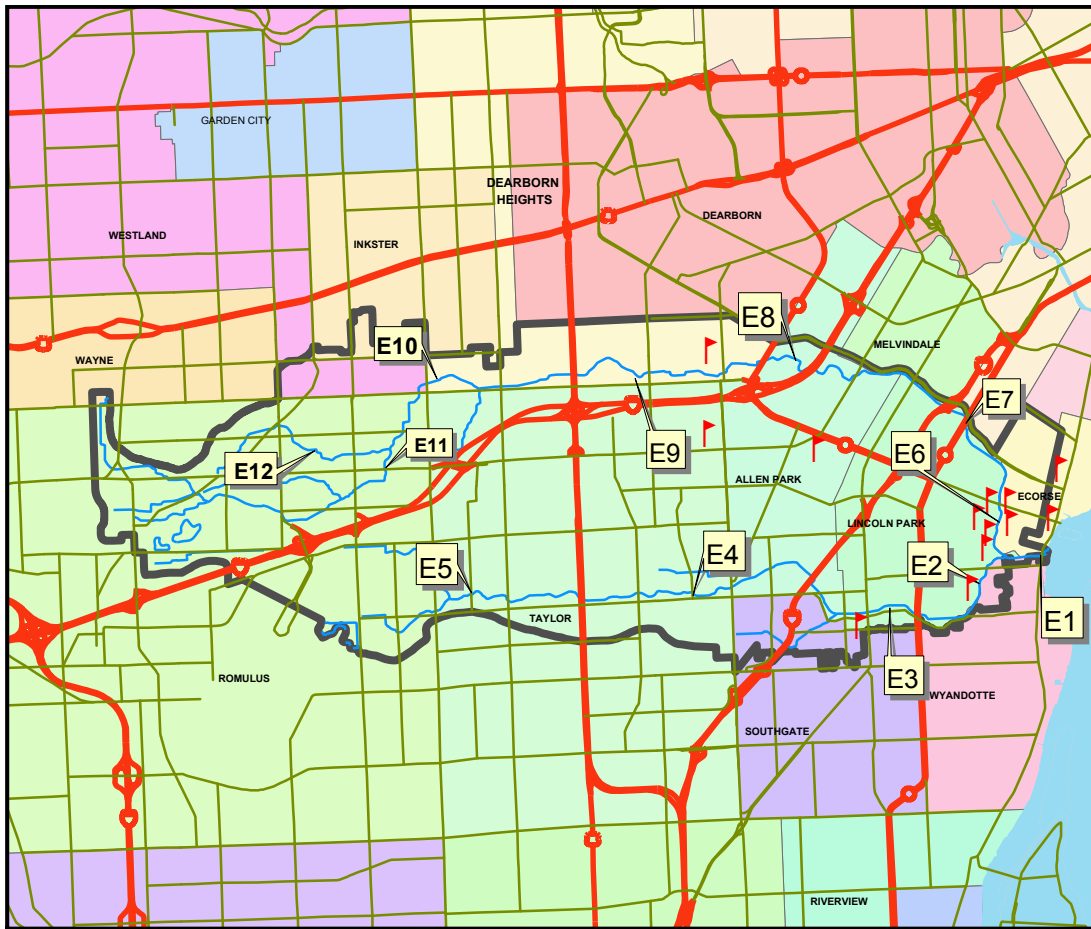 GARDEN CITY
DEARBORN
HEIGHTS
DEARBORN
WESTLAND
INKSTER
E8
E10
MELVINDALE
WAYNE
E7
E11
E9
E6
E12
ALLEN PARK
ECORSE
LINCOLN PARK
E4
E5
E2
TAYLOR
E1
E3
ROMULUS
WYANDOTTE
SOUTHGATE
RIVERVIEW